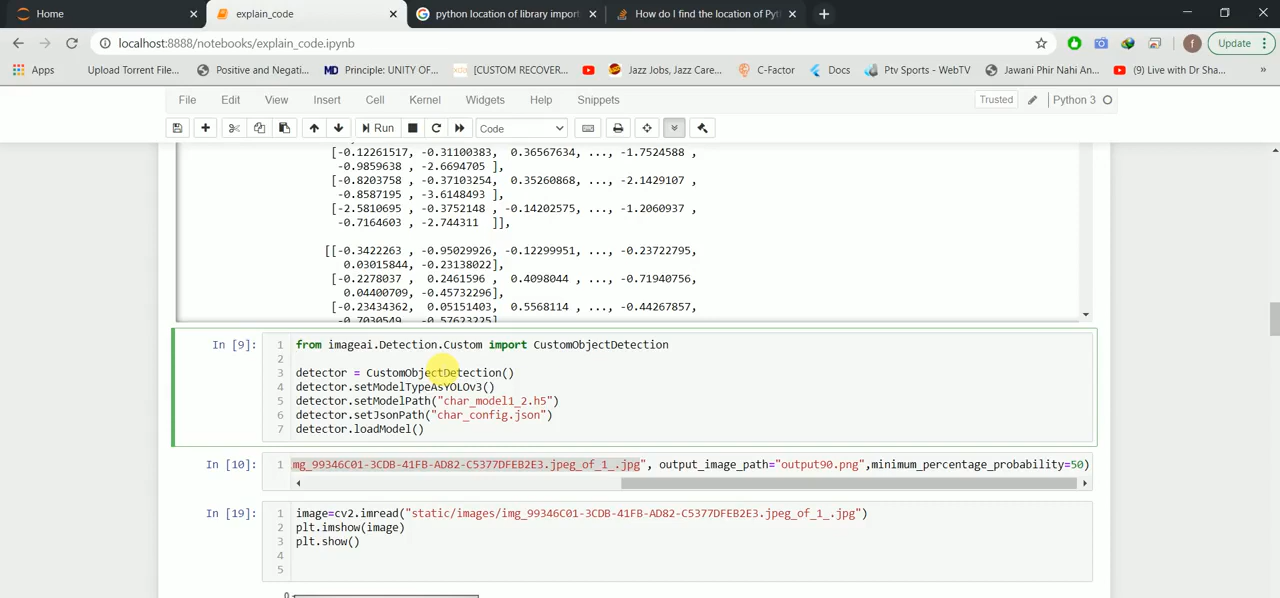 Home
explain_code
python location of library import
How do I find the location of Pyt
localhost:8888/notebooks/explain_code.ipynb
f
Update
Apps
Upload Torrent File...
Positive and Negati...
MD Principle: UNITY OF...
xda [CUSTOM RECOVER...
Jazz Jobs, Jazz Care...
C-Factor
Docs
Ptv Sports - WebTV
Jawani Phir Nahi An...
(9) Live with Dr Sha...
»
File Edit View Insert Cell Kernel Widgets Help Snippets
Trusted
Python 3
Run
Code
[-0.12261517, -0.31100383, 0.36567634, ..., -1.7524588 ,
-0.9859638 , -2.6694705 ],
[-0.8203758 , -0.37103254, 0.35260868, ..., -2.1429107 ,
-0.8587195 , -3.6148493 ],
[-2.5810695 , -0.3752148 , -0.14202575, ..., -1.2060937 ,
-0.7164603 , -2.744311 ]],
[[-0.3422263 , -0.95029926, -0.12299951, ..., -0.23722795,
0.03015844, -0.23138022],
[-0.2278037 , 0.2461596 , 0.4098044 , ..., -0.71940756,
0.04400709, -0.45732296],
[-0.23434362, 0.05151403, 0.5568114 , ..., -0.44267857,
-0.7030549 , -0.57623225]
In [9]:
1 from imageai.Detection.Custom import CustomObjectDetection
2
3 detector = CustomObjectDetection()
4 detector.setModelTypeAsYOLOv3()
5 detector.setModelPath("char_model1_2.h5")
6 detector.setJsonPath("char_config.json")
7 detector.loadModel()
In [10]:
1 mg_99346C01-3CDB-41FB-AD82-C5377DFEB2E3.jpeg_of_1_.jpg", output_image_path="output90.png",minimum_percentage_probability=50)
In [19]:
1 image=cv2.imread("static/images/img_99346C01-3CDB-41FB-AD82-C5377DFEB2E3.jpeg_of_1_.jpg")
2 plt.imshow(image)
3 plt.show()
4
5
0